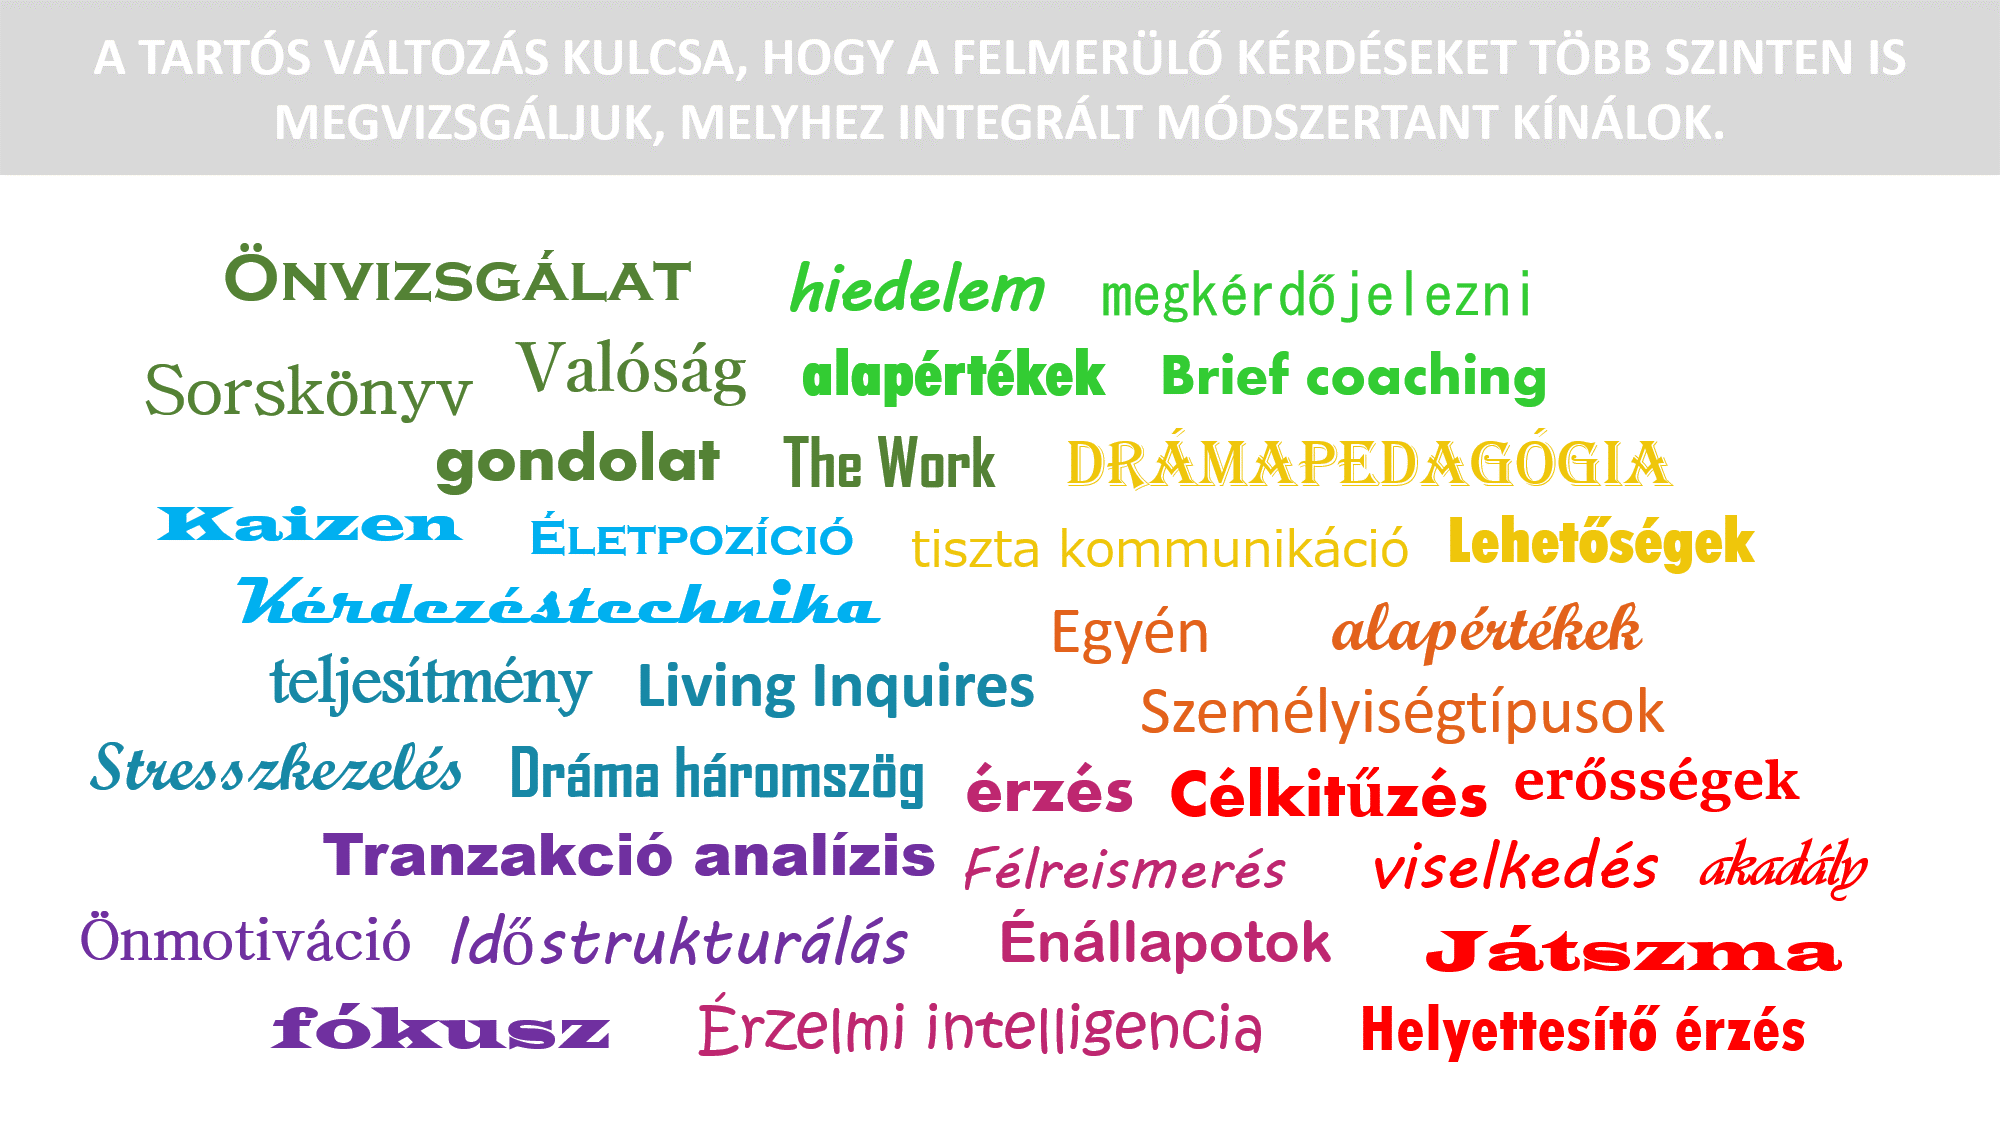 A TARTÓS VÁLTOZÁS KULCSA, HOGY A FELMERÜLŐ KÉRDÉSEKET TÖBB SZINTEN IS
MEGVIZSGÁLJUK, MELYHEZ INTEGRÁLT MÓDSZERTANT KÍNÁLOK.
ÖNVIZSGÁLAT hiedelem megkérdőjelezni
Sorskönyv Valóság alapértékek Brief coaching
gondolat The Work DRÁMAPEDAGÓGIA
Kaizen ÉLETPOZÍCIÓ tiszta kommunikáció Lehetőségek
Kérdezéstechnika Egyén alapértékek
teljesítmény Living Inquires Személyiségtípusok
Stresszkezelés Dráma háromszög érzés Célkitűzés erősségek
Tranzakció analízis Félreismerés viselkedés akadály
Önmotiváció Időstrukturálás Énállapotok Játszma
fókusz Érzelmi intelligencia Helyettesítő érzés